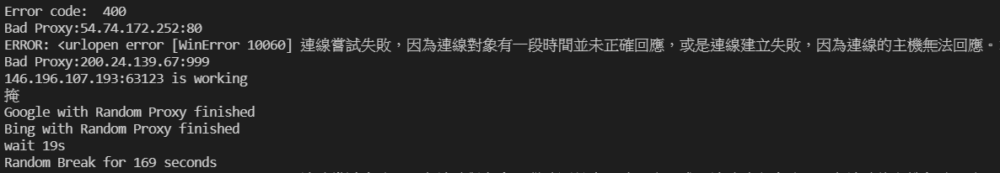 Error code:  400
Bad Proxy:54.74.172.252:80
ERROR: <urlopen error [WinError 10060] 連線嘗試失敗，因為連線對象有一段時間並未正確回應，或是連線建立失敗，因為連線的主機無法回應。
Bad Proxy:200.24.139.67:999
146.196.107.193:63123 is working
掩
Google with Random Proxy finished
Bing with Random Proxy finished
wait 19s
Random Break for 169 seconds